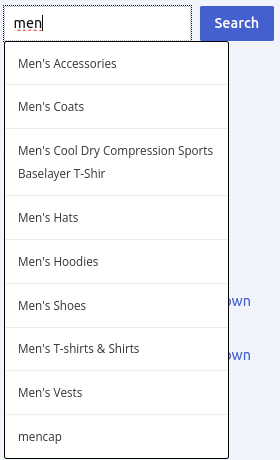 men
Search
Men's Accessories
Men's Coats
Men's Cool Dry Compression Sports
Baselayer T-Shir
Men's Hats
Men's Hoodies
Men's Shoes
own
Men's T-shirts & Shirts
own
Men's Vests
mencap